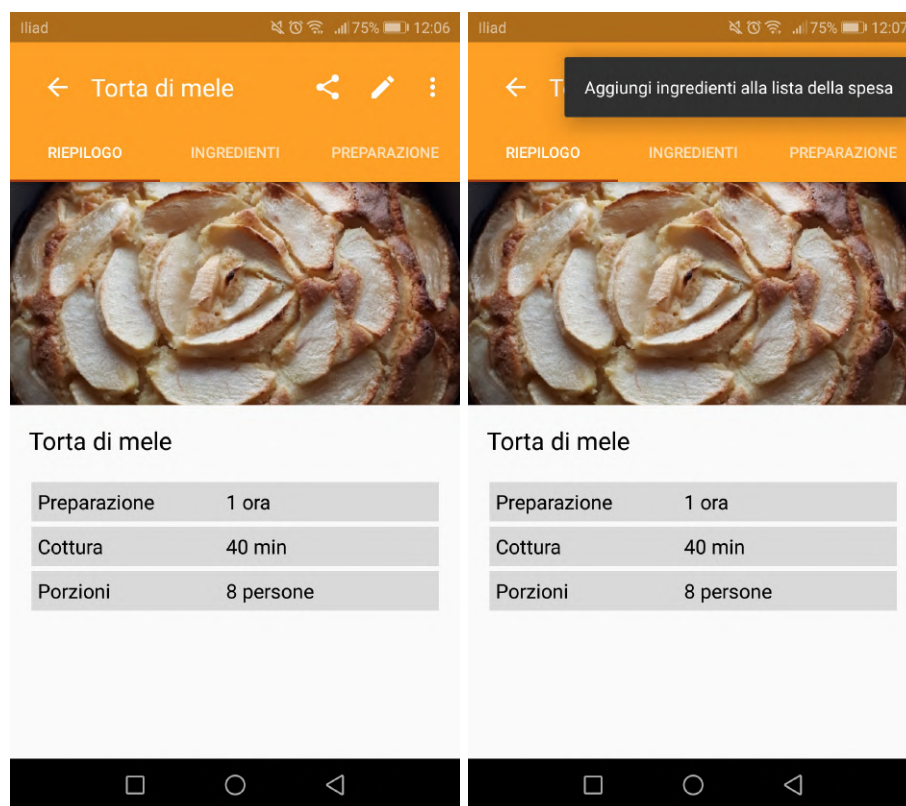 Iliad 75% 12:06
Torta di mele
RIEPILOGO INGREDIENTI PREPARAZIONE
Torta di mele
Preparazione 1 ora
Cottura 40 min
Porzioni 8 persone
Iliad 75% 12:07
Aggiungi ingredienti alla lista della spesa
RIEPILOGO INGREDIENTI PREPARAZIONE
Torta di mele
Preparazione 1 ora
Cottura 40 min
Porzioni 8 persone